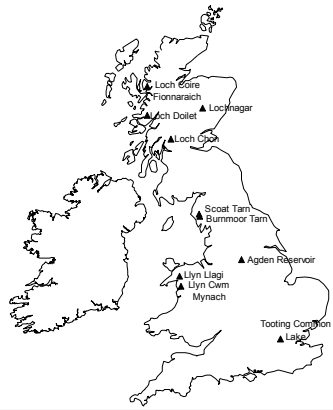 Loch Coire
Fionnaraich
Lochnagar
Loch Doilet
Loch Chon
Scoat Tarn
Burnmoor Tarn
Agden Reservoir
Llyn Llagi
Llyn Cwm
Mynach
Tooting Common
Lake